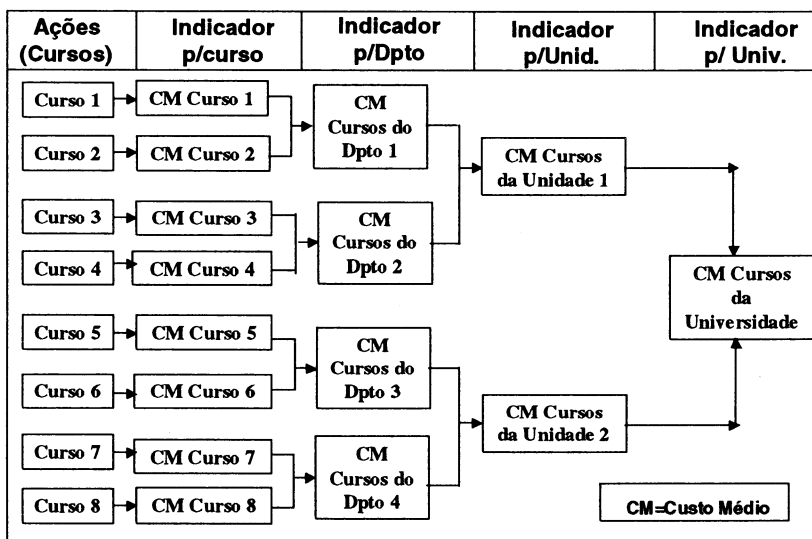 Ações
(Cursos)
Indicador
p/curso
Indicador
p/Dpto
Indicador
p/Unid.
Indicador
p/ Univ.
Curso 1
CM Curso 1
Curso 2
CM Curso 2
CM
Cursos do
Dpto 1
Curso 3
CM Curso 3
Curso 4
CM Curso 4
CM
Cursos do
Dpto 2
CM Cursos
da Unidade 1
Curso 5
CM Curso 5
Curso 6
CM Curso 6
CM
Cursos do
Dpto 3
Curso 7
CM Curso 7
Curso 8
CM Curso 8
CM
Cursos do
Dpto 4
CM Cursos
da Unidade 2
CM Cursos
da
Universidade
CM=Custo Médio